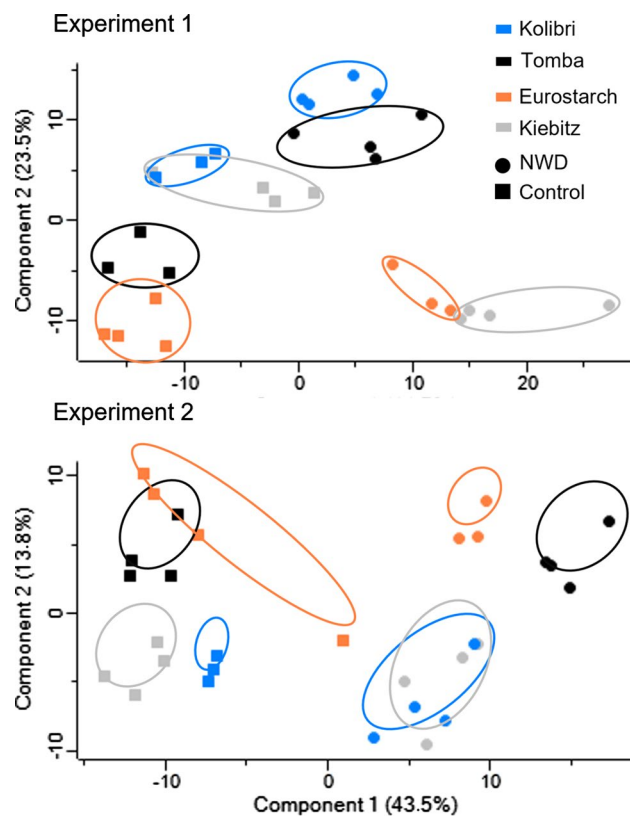 Experiment 1
Kolibri
Tomba
Eurostarch
Kiebitz
NWD
Control
Component 2 (23.5%)
10
0
-10
-10
0
10
20
Experiment 2
Component 2 (13.8%)
10
0
-10
-10
0
10
Component 1 (43.5%)